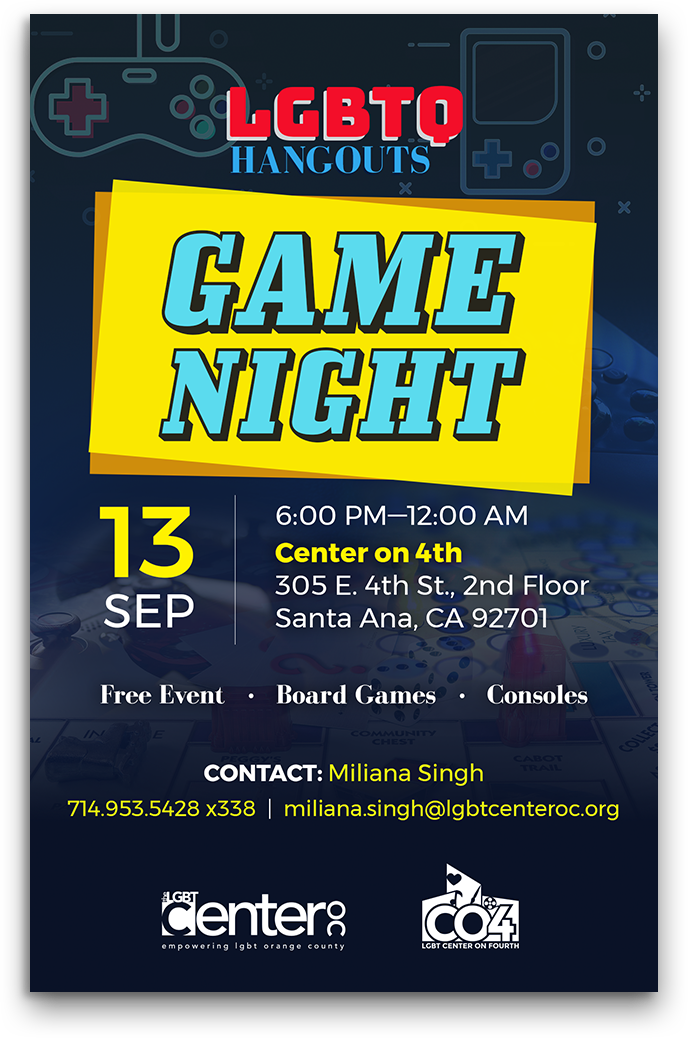 LGBTQ
HANGOUTS
GAME
NIGHT
13
SEP
6:00 PM—12:00 AM
Center on 4th
305 E. 4th St., 2nd Floor
Santa Ana, CA 92701
Free Event • Board Games • Consoles
COMMUNITY
CHEST
CABOT
TRAIL
CONTACT: Miliana Singh
714.953.5428 x338 | miliana.singh@lgbtcenteroc.org
the LGBT
center oc
empowering lgbt orange county
CO4
LGBT CENTER ON FOURTH